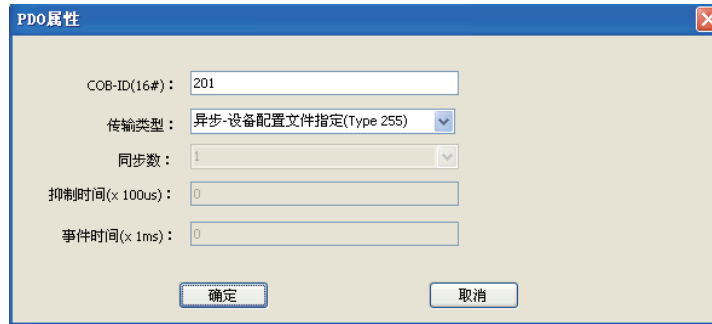 PDO属性
COB-ID(16#)： 201
传输类型： 异步-设备配置文件指定(Type 255)
同步数： 1
抑制时间(x 100us)： 0
事件时间(x 1ms)： 0
确定 取消